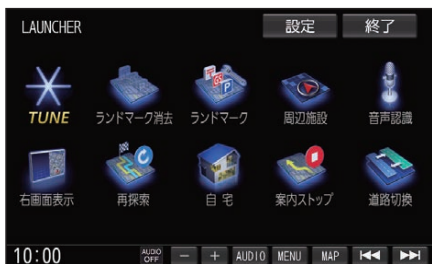 LAUNCHER 設定 終了
TUNE ランドマーク消去 ランドマーク 周辺施設 音声認識
右画面表示 再探索 自宅 案内ストップ 道路切換
10:00 AUDIO OFF − + AUDIO MENU MAP